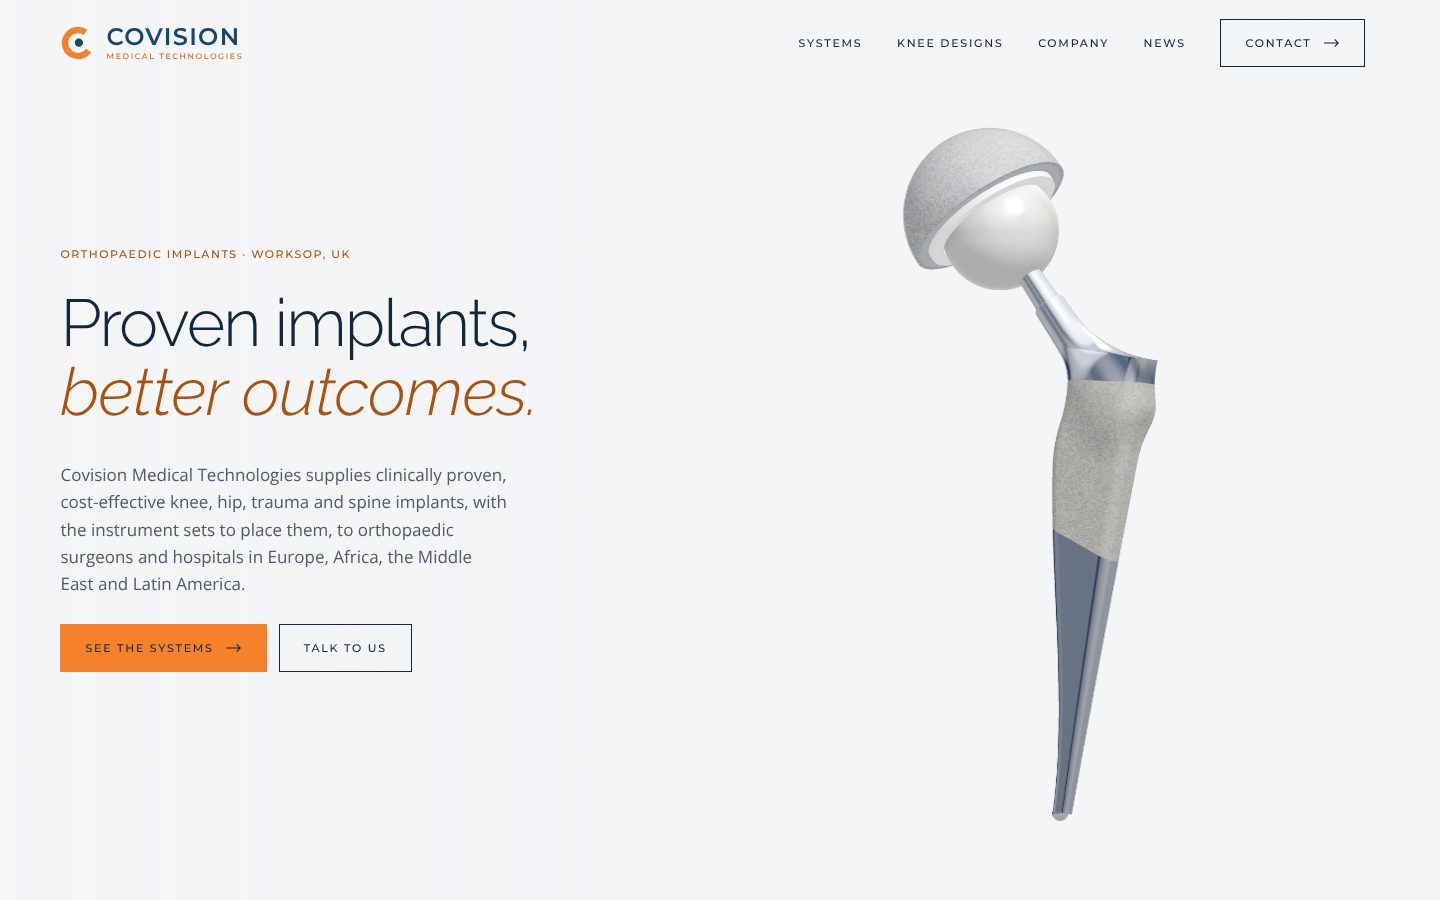 COVISION
MEDICAL TECHNOLOGIES
SYSTEMS
KNEE DESIGNS
COMPANY
NEWS
CONTACT
ORTHOPAEDIC IMPLANTS · WORKSOP, UK
Proven implants,
better outcomes.
Covision Medical Technologies supplies clinically proven,
cost-effective knee, hip, trauma and spine implants, with
the instrument sets to place them, to orthopaedic
surgeons and hospitals in Europe, Africa, the Middle
East and Latin America.
SEE THE SYSTEMS
TALK TO US